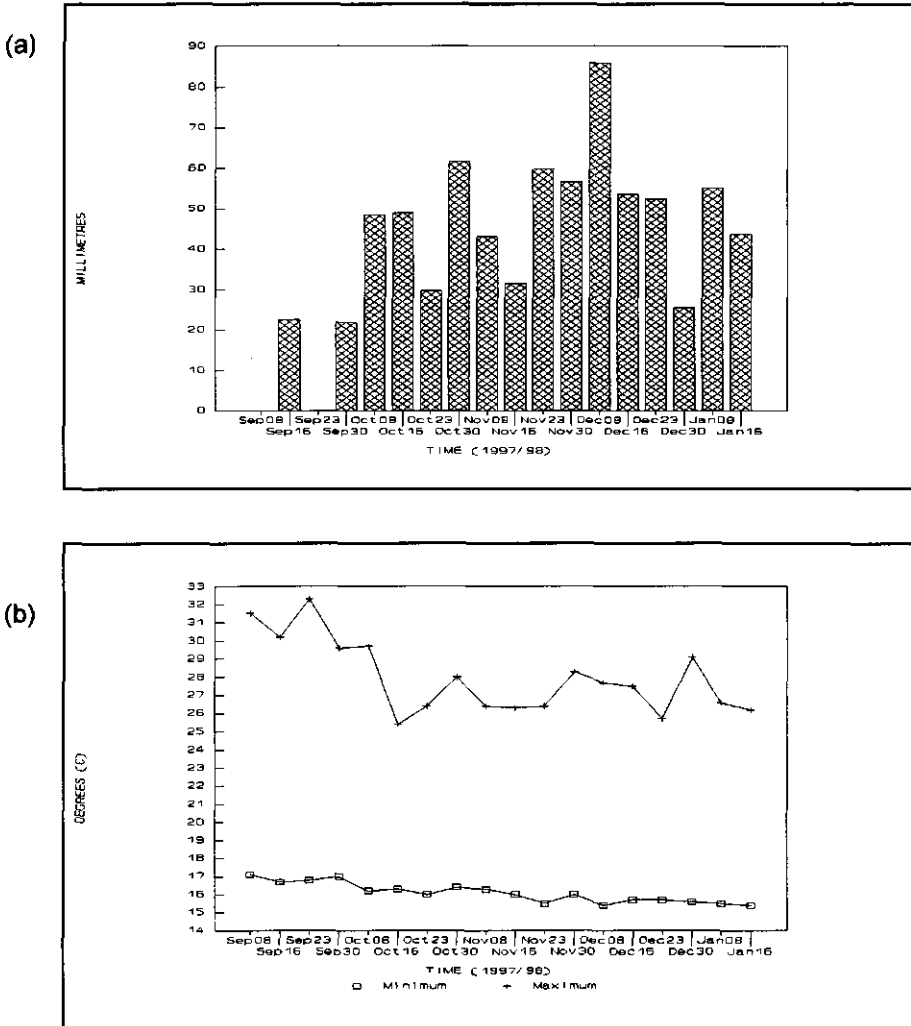 (a)
90
80
70
60
50
40
30
20
10
0
MILLIMETRES
Sep08 Sep23 Oct08 Oct23 Nov08 Nov23 Dec08 Dec23 Jan08
Sep16 Sep30 Oct16 Oct30 Nov16 Nov30 Dec16 Dec30 Jan16
TIME (1997/98)
(b)
33
32
31
30
29
28
27
26
25
24
23
22
21
20
19
18
17
16
15
14
DEGREES (C)
Sep08 Sep23 Oct08 Oct23 Nov08 Nov23 Dec08 Dec23 Jan08
Sep16 Sep30 Oct16 Oct30 Nov16 Nov30 Dec16 Dec30 Jan16
TIME (1997/98)
Minimum Maximum